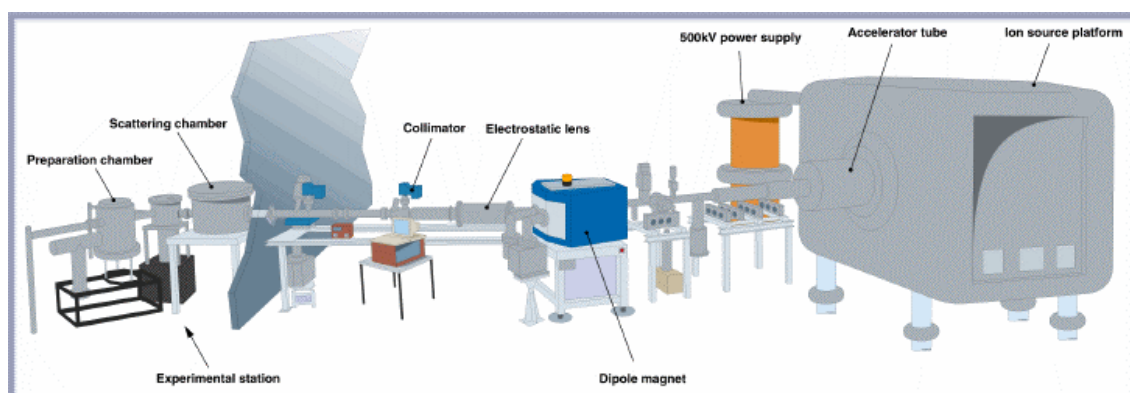 500kV power supply
Accelerator tube
Ion source platform
Scattering chamber
Collimator
Electrostatic lens
Preparation chamber
Experimental station
Dipole magnet